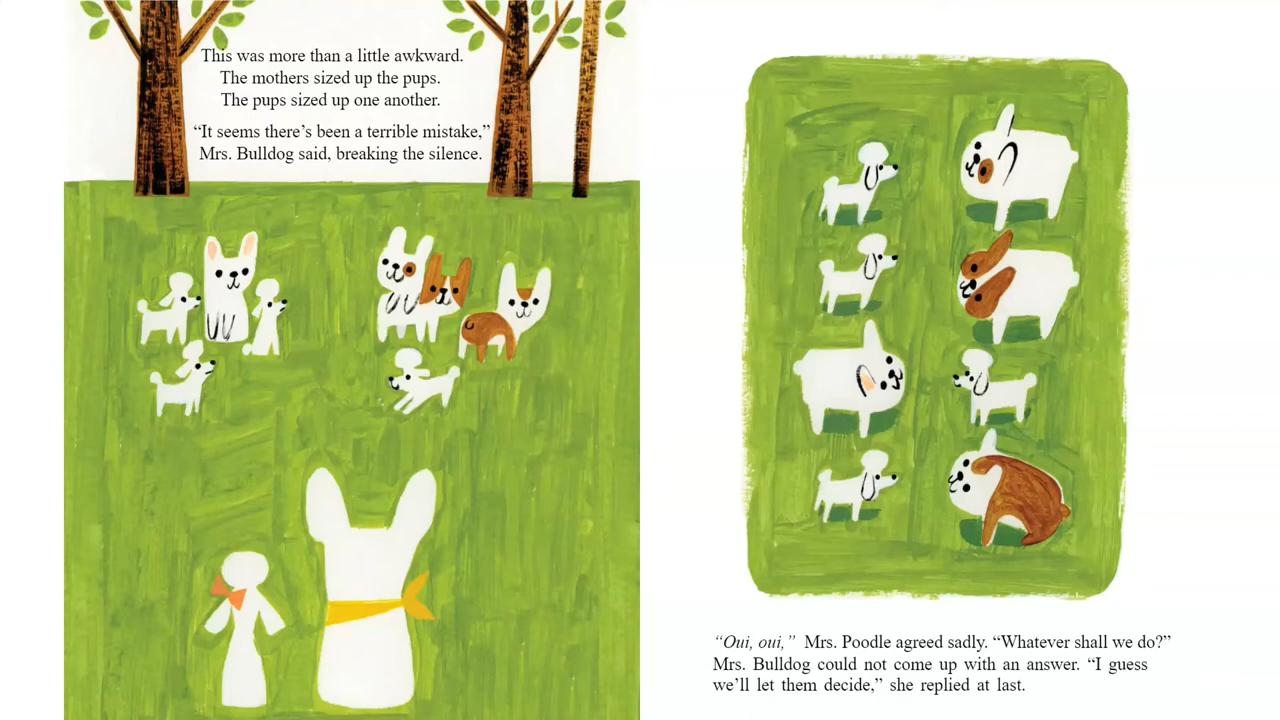 This was more than a little awkward.
The mothers sized up the pups.
The pups sized up one another.
“It seems there’s been a terrible mistake,”
Mrs. Bulldog said, breaking the silence.
“Oui, oui,” Mrs. Poodle agreed sadly. “Whatever shall we do?”
Mrs. Bulldog could not come up with an answer. “I guess
we’ll let them decide,” she replied at last.